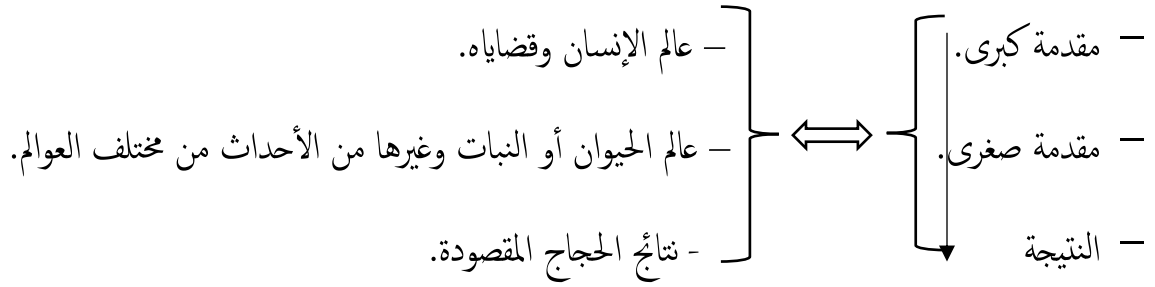 – مقدمة كبرى.
– عالم الإنسان وقضاياه.
– مقدمة صغرى.
– عالم الحيوان أو النبات وغيرها من الأحداث من مختلف العوالم.
– النتيجة
- نتائج الحجاج المقصودة.